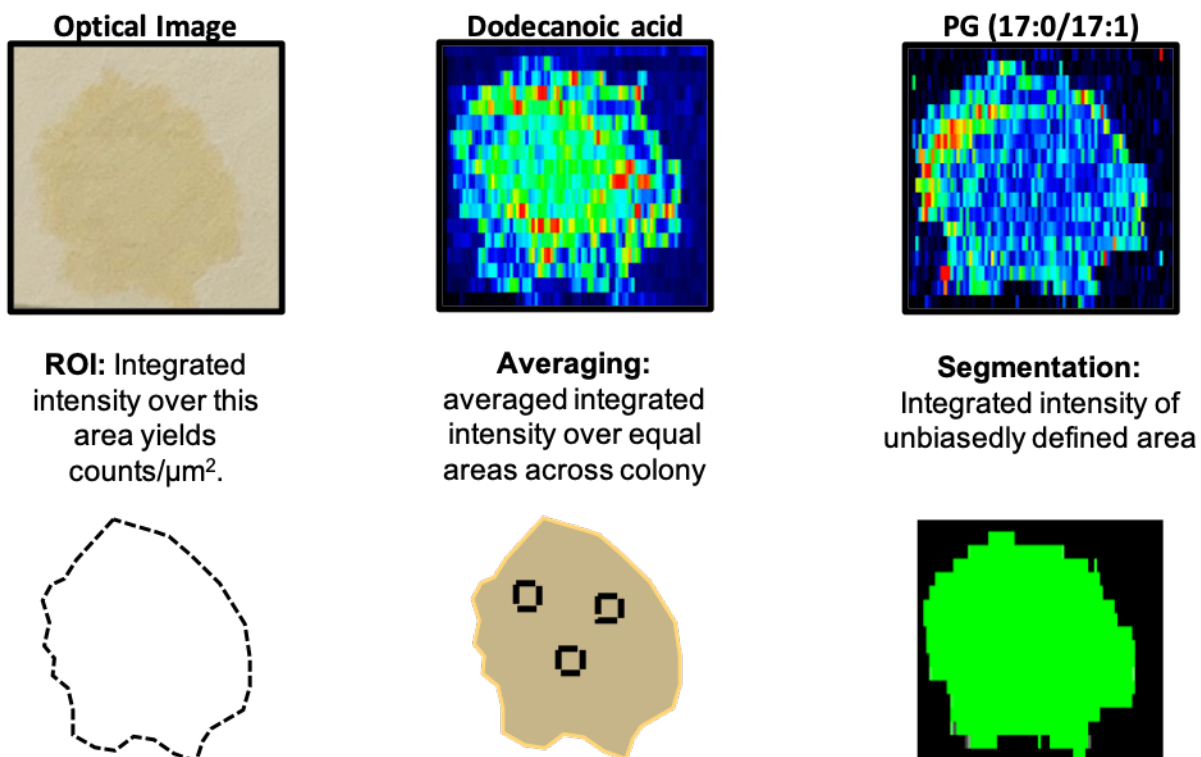 Optical Image
Dodecanoic acid
PG (17:0/17:1)
ROI: Integrated
intensity over this
area yields
counts/µm².
Averaging:
averaged integrated
intensity over equal
areas across colony
Segmentation:
Integrated intensity of
unbiasedly defined area